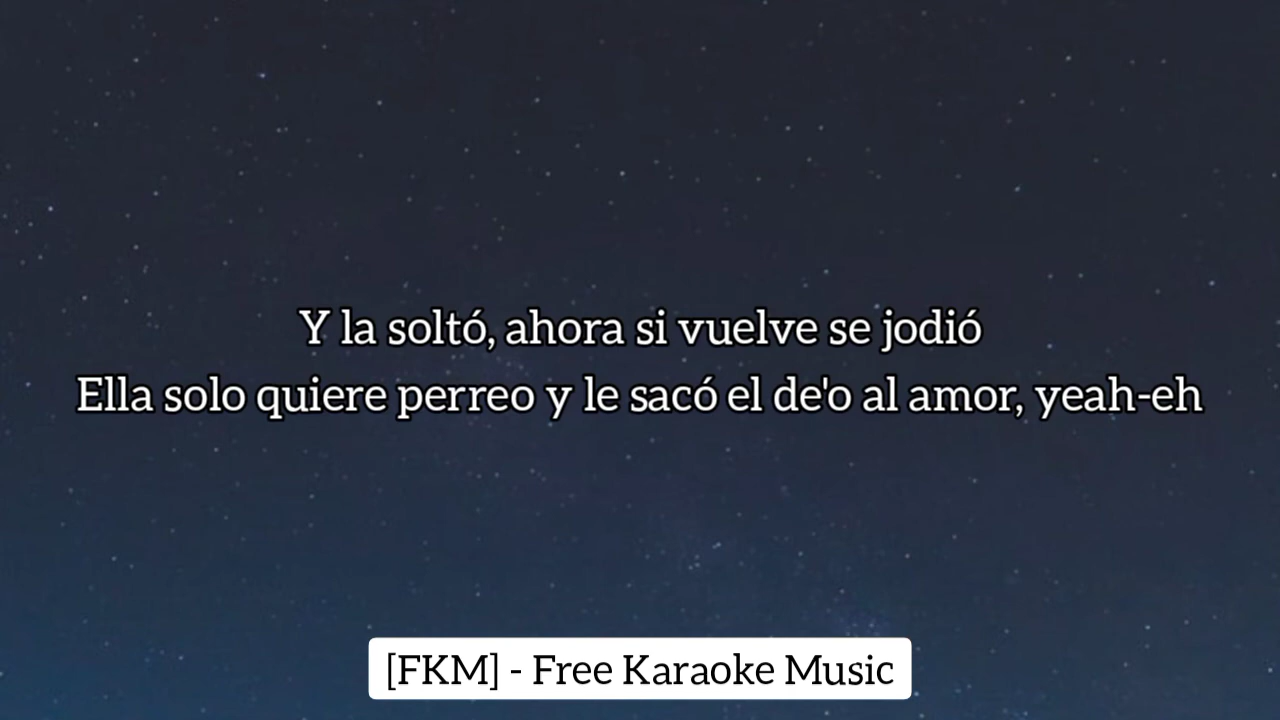 Y la soltó, ahora si vuelve se jodió
Ella solo quiere perreo y le sacó el de'o al amor, yeah-eh
[FKM] - Free Karaoke Music